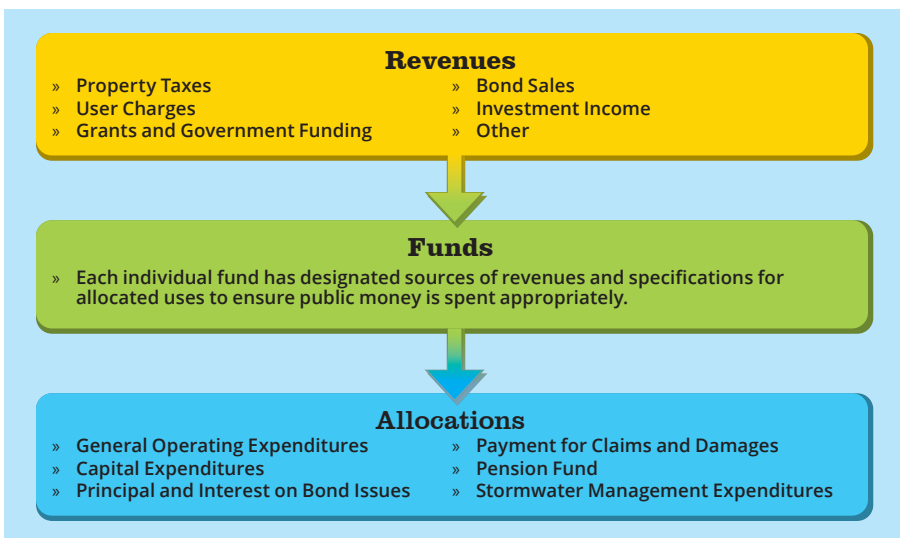 Revenues
» Property Taxes
» User Charges
» Grants and Government Funding
» Bond Sales
» Investment Income
» Other
Funds
» Each individual fund has designated sources of revenues and specifications for
allocated uses to ensure public money is spent appropriately.
Allocations
» General Operating Expenditures
» Capital Expenditures
» Principal and Interest on Bond Issues
» Payment for Claims and Damages
» Pension Fund
» Stormwater Management Expenditures